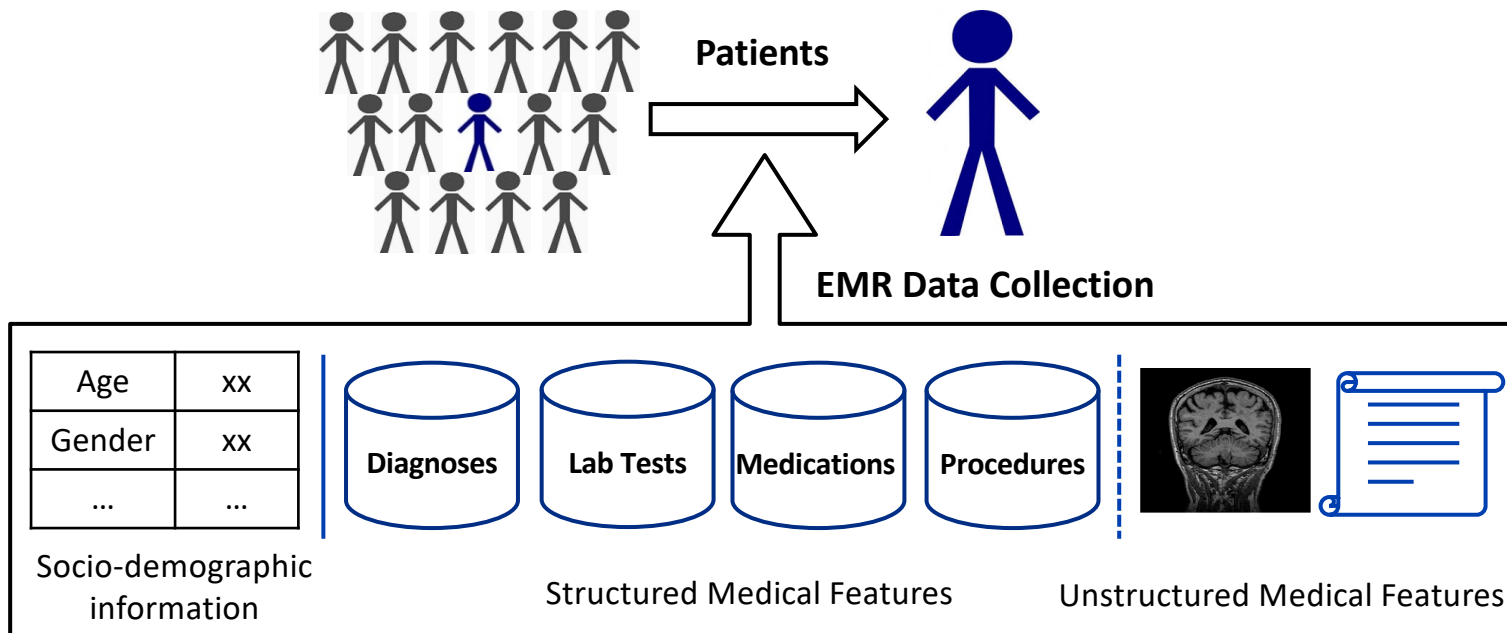 Patients
EMR Data Collection
Age xx
Gender xx
... ...
Diagnoses
Lab Tests
Medications
Procedures
Socio-demographic
information
Structured Medical Features
Unstructured Medical Features